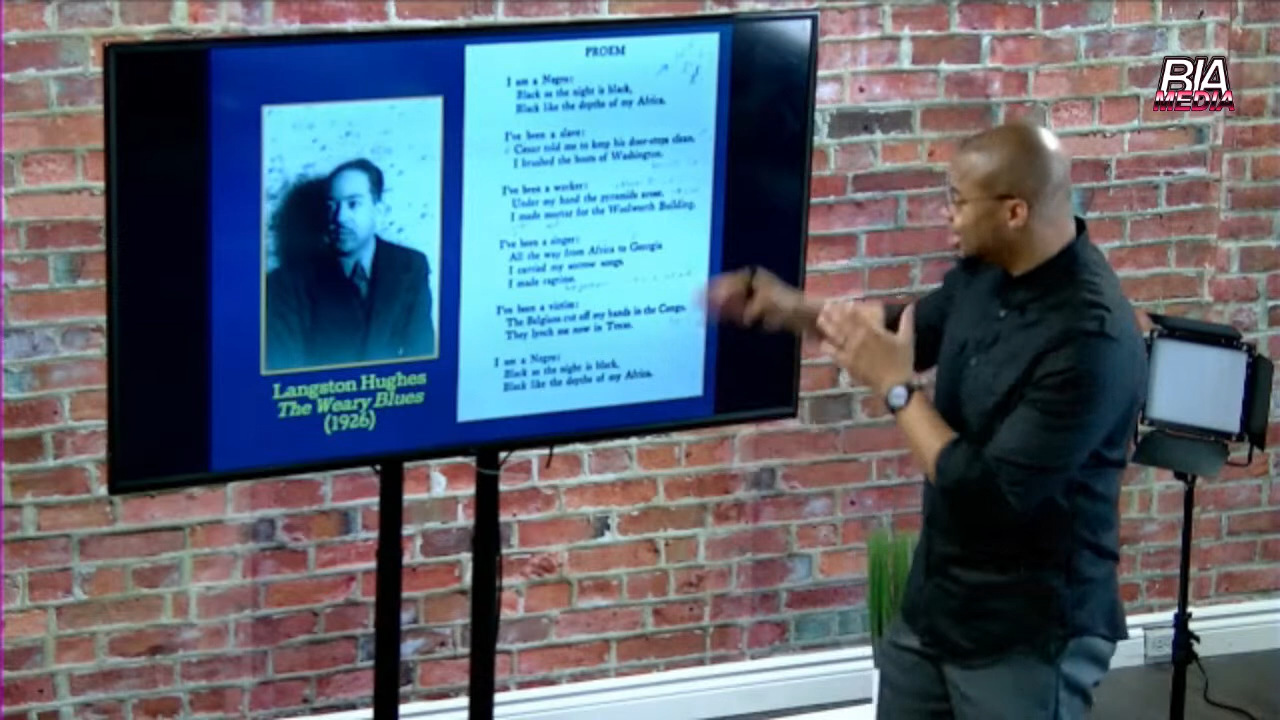 BIA
MEDIA
PROEM
I am a Negro:
Black as the night is black,
Black like the depths of my Africa.
I've been a slave:
Cæsar told me to keep his door-steps clean.
I brushed the boots of Washington.
I've been a worker:
Under my hand the pyramids arose.
I made mortar for the Woolworth Building.
I've been a singer:
All the way from Africa to Georgia
I carried my sorrow songs.
I made ragtime.
I've been a victim:
The Belgians cut off my hands in the Congo.
They lynch me now in Texas.
I am a Negro:
Black as the night is black,
Black like the depths of my Africa.
Langston Hughes
The Weary Blues
(1926)